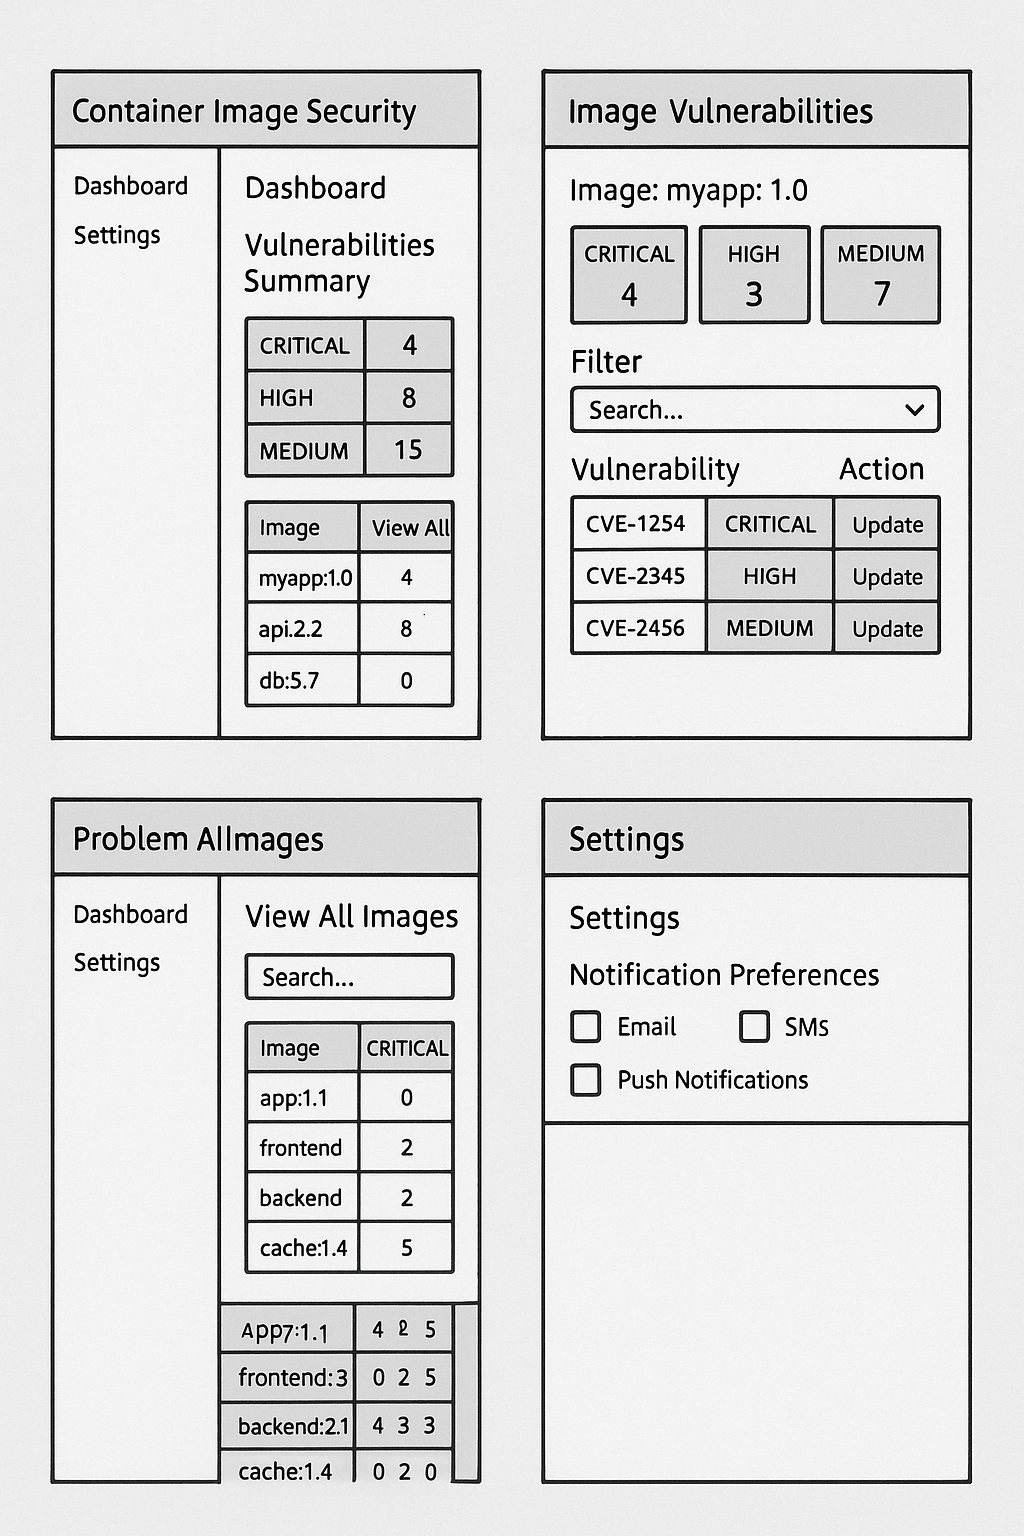 Container Image Security
Dashboard
Settings
Dashboard
Vulnerabilities
Summary
CRITICAL 4
HIGH 8
MEDIUM 15
Image View All
myapp:1.0 4
api.2.2 8
db:5.7 0
Image Vulnerabilities
Image: myapp: 1.0
CRITICAL HIGH MEDIUM
4 3 7
Filter
Search...
Vulnerability Action
CVE-1254 CRITICAL Update
CVE-2345 HIGH Update
CVE-2456 MEDIUM Update
Problem AlImages
Dashboard
Settings
View All Images
Search...
Image CRITICAL
app:1.1 0
frontend 2
backend 2
cache:1.4 5
App7:1.1 4 2 5
frontend:3 0 2 5
backend:2.1 4 3 3
cache:1.4 0 2 0
Settings
Settings
Notification Preferences
Email SMs
Push Notifications